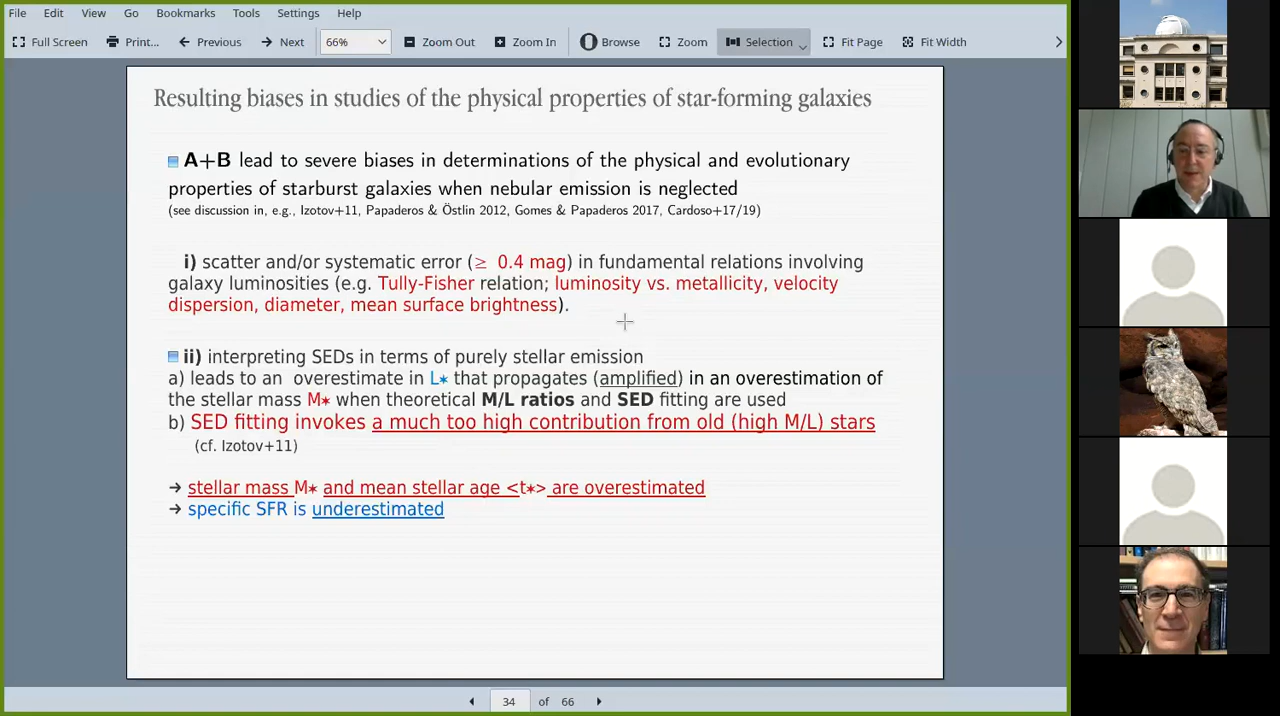 File Edit View Go Bookmarks Tools Settings Help
Full Screen Print... Previous Next 66% Zoom Out Zoom In Browse Zoom Selection Fit Page Fit Width
Resulting biases in studies of the physical properties of star-forming galaxies
A+B lead to severe biases in determinations of the physical and evolutionary
properties of starburst galaxies when nebular emission is neglected
(see discussion in, e.g., Izotov+11, Papaderos & Östlin 2012, Gomes & Papaderos 2017, Cardoso+17/19)
i) scatter and/or systematic error (≥ 0.4 mag) in fundamental relations involving
galaxy luminosities (e.g. Tully-Fisher relation; luminosity vs. metallicity, velocity
dispersion, diameter, mean surface brightness).
ii) interpreting SEDs in terms of purely stellar emission
a) leads to an overestimate in L★ that propagates (amplified) in an overestimation of
the stellar mass M★ when theoretical M/L ratios and SED fitting are used
b) SED fitting invokes a much too high contribution from old (high M/L) stars
(cf. Izotov+11)
→ stellar mass M★ and mean stellar age <t★> are overestimated
→ specific SFR is underestimated
34 of 66